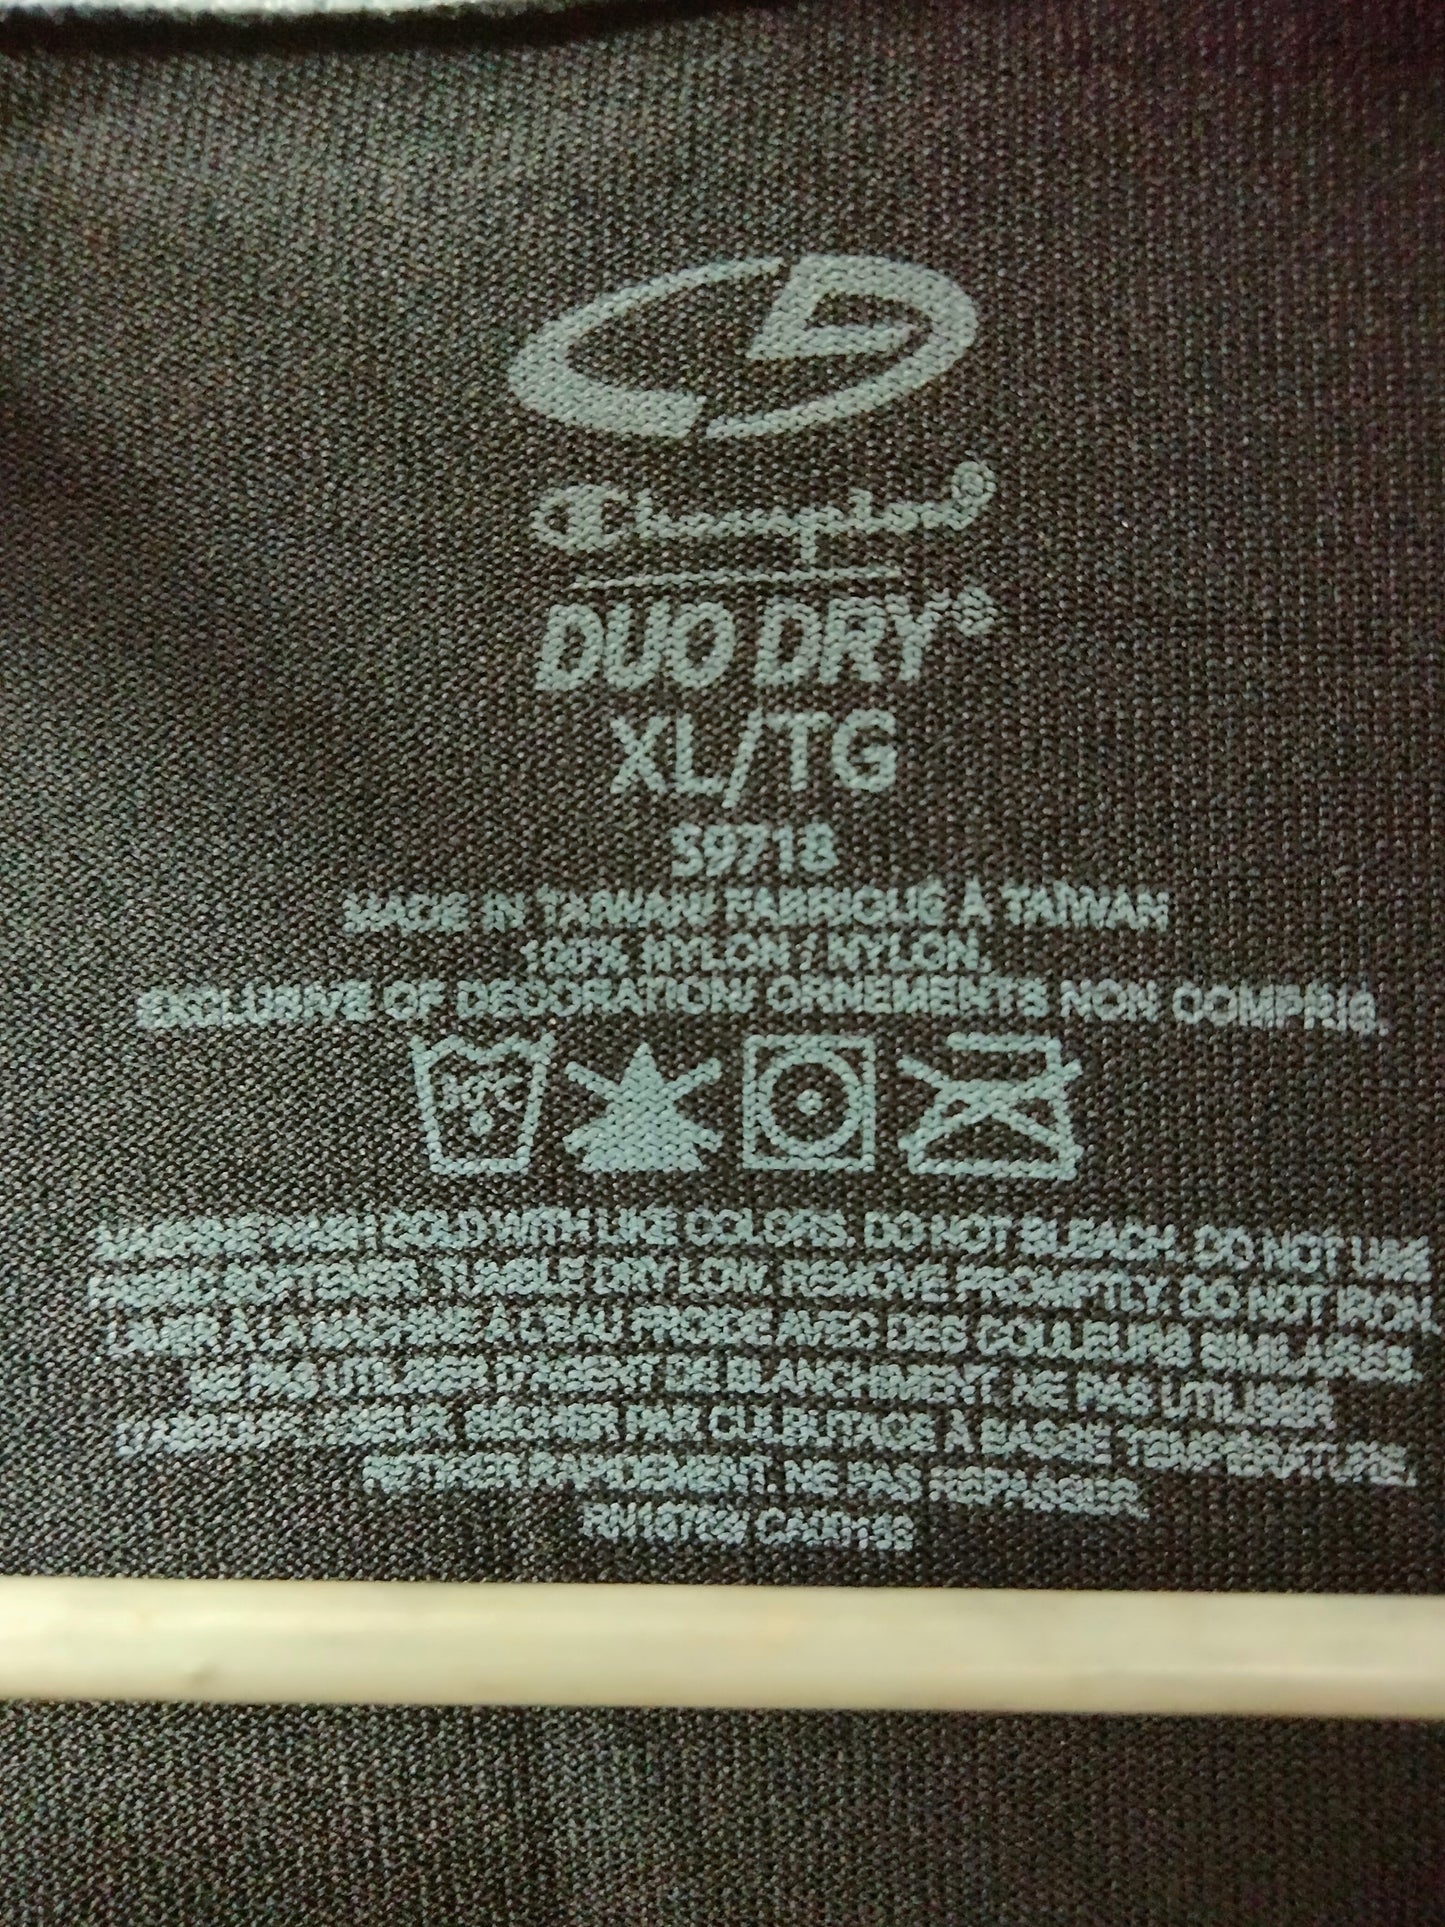 Champion®
DUO DRY®
XL/TG
S9718
MADE IN TAIWAN/ FABRIQUÉ À TAÏWAN
100% NYLON / NYLON.
EXCLUSIVE OF DECORATION/ ORNEMENTS NON COMPRIS.
MACHINE WASH COLD WITH LIKE COLORS. DO NOT BLEACH. DO NOT USE
FABRIC SOFTENER. TUMBLE DRY LOW. REMOVE PROMPTLY. DO NOT IRON.
LAVER À LA MACHINE À L'EAU FROIDE AVEC DES COULEURS SIMILAIRES.
NE PAS UTILISER D'AGENT DE BLANCHIMENT. NE PAS UTILISER
SÉCHER PAR CULBUTAGE À BASSE TEMPÉRATURE.
RETIRER RAPIDEMENT. NE PAS REPASSER.